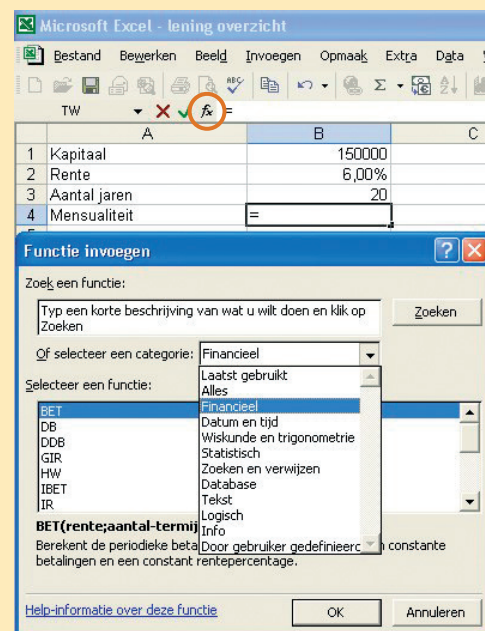 Microsoft Excel - lening overzicht
Bestand Bewerken Beeld Invoegen Opmaak Extra Data
TW fx =
A B C
1 Kapitaal 150000
2 Rente 6,00%
3 Aantal jaren 20
4 Mensualiteit =
Functie invoegen
Zoek een functie:
Typ een korte beschrijving van wat u wilt doen en klik op
Zoeken
Zoeken
Of selecteer een categorie: Financieel
Laatst gebruikt
Alles
Financieel
Datum en tijd
Wiskunde en trigonometrie
Statistisch
Zoeken en verwijzen
Database
Tekst
Logisch
Info
Door gebruiker gedefinieerd
Selecteer een functie:
BET
DB
DDB
GIR
HW
IBET
IR
BET(rente;aantal-termij
Berekent de periodieke beta constante
betalingen en een constant rentepercentage.
Help-informatie over deze functie
OK Annuleren